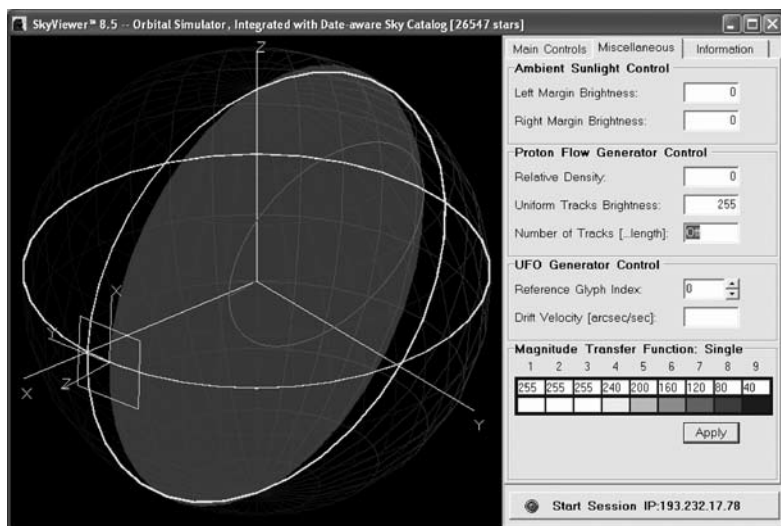 SkyViewer™ 8.5 -- Orbital Simulator, Integrated with Date-aware Sky Catalog [26547 stars]
Main Controls Miscellaneous Information
Ambient Sunlight Control
Left Margin Brightness: 0
Right Margin Brightness: 0
Proton Flow Generator Control
Relative Density: 0
Uniform Tracks Brightness: 255
Number of Tracks [...length]: Off
UFO Generator Control
Reference Glyph Index: 0
Drift Velocity [arcsec/sec]:
Magnitude Transfer Function: Single
1 2 3 4 5 6 7 8 9
255 255 255 240 200 160 120 80 40
Apply
Start Session IP:193.232.17.78
Z
X
Y
Z
X
Y